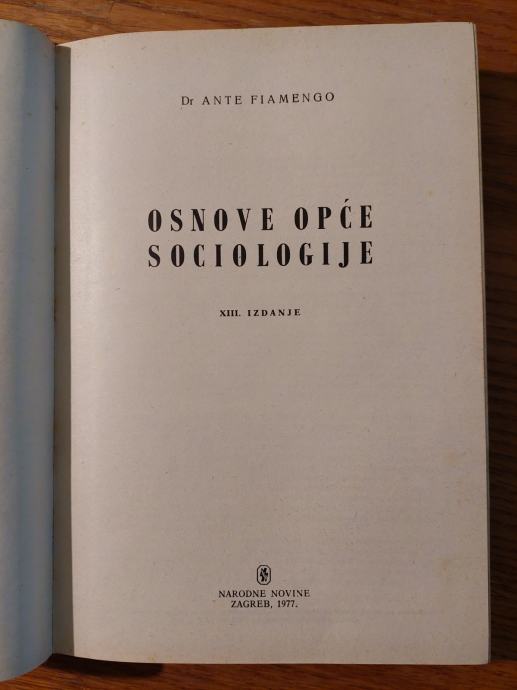 Dr ANTE FIAMENGO
OSNOVE OPĆE
SOCIOLOGIJE
XIII. IZDANJE
NARODNE NOVINE
ZAGREB, 1977.